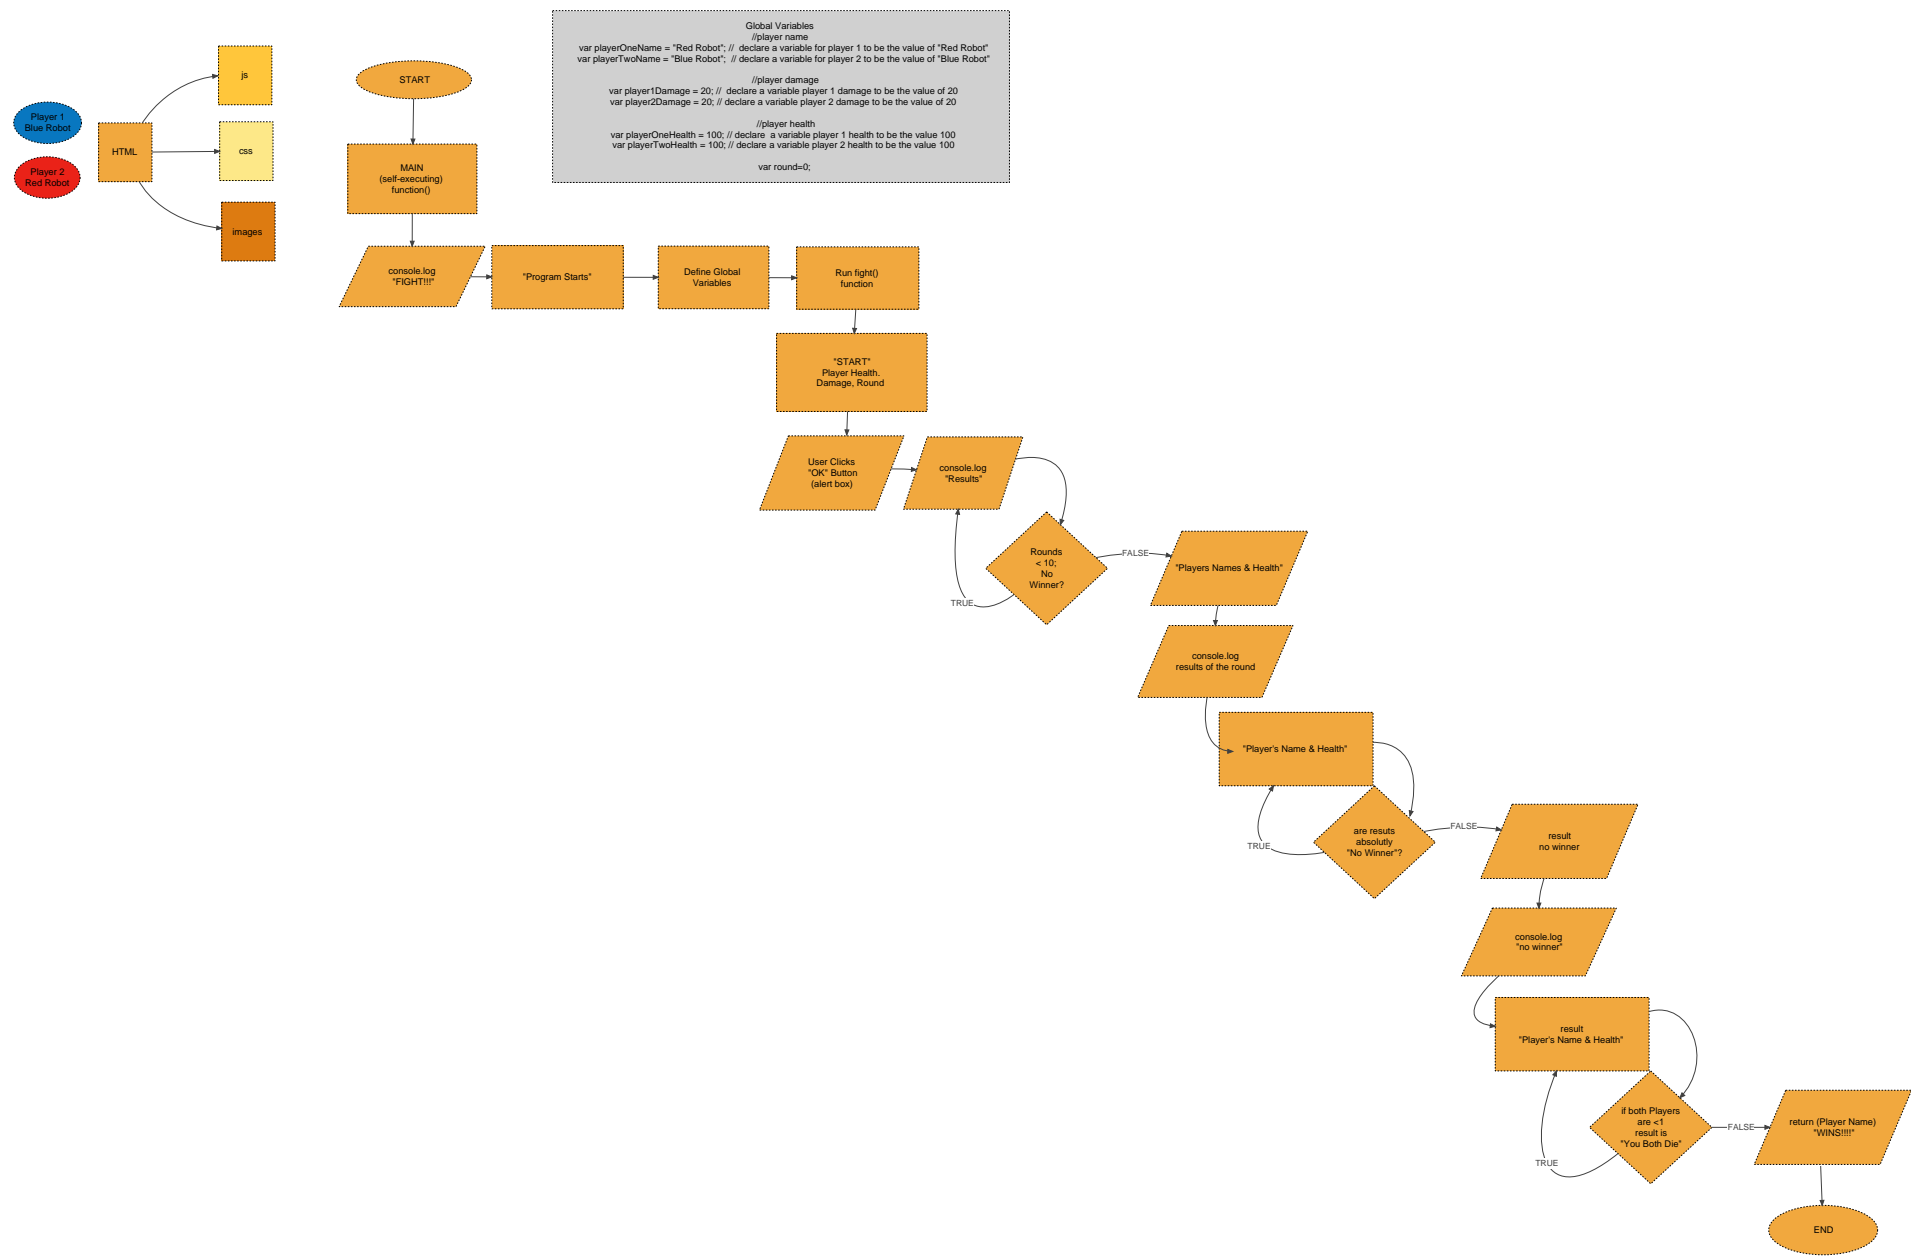 Global Variables
//player name
var playerOneName = "Red Robot"; //  declare a variable for player 1 to be the value of "Red Robot"
var playerTwoName = "Blue Robot";  // declare a variable for player 2 to be the value of "Blue Robot"
//player damage
var player1Damage = 20; //  declare a variable player 1 damage to be the value of 20
var player2Damage = 20; // declare a variable player 2 damage to be the value of 20
//player health
var playerOneHealth = 100; // declare  a variable player 1 health to be the value 100
var playerTwoHealth = 100; // declare a variable player 2 health to be the value 100
var round=0;
Player 1
Blue Robot
Player 2
Red Robot
HTML
js
css
images
START
MAIN
(self-executing)
function()
console.log
"FIGHT!!!"
"Program Starts"
Define Global
Variables
Run fight()
function
"START"
Player Health.
Damage, Round
User Clicks
"OK" Button
(alert box)
console.log
"Results"
Rounds
< 10;
No
Winner?
TRUE
FALSE
"Players Names & Health"
console.log
results of the round
"Player's Name & Health"
are resuts
absolutly
"No Winner"?
TRUE
FALSE
result
no winner
console.log
"no winner"
result
"Player's Name & Health"
if both Players
are <1
result is
"You Both Die"
TRUE
FALSE
return (Player Name)
"WINS!!!!"
END